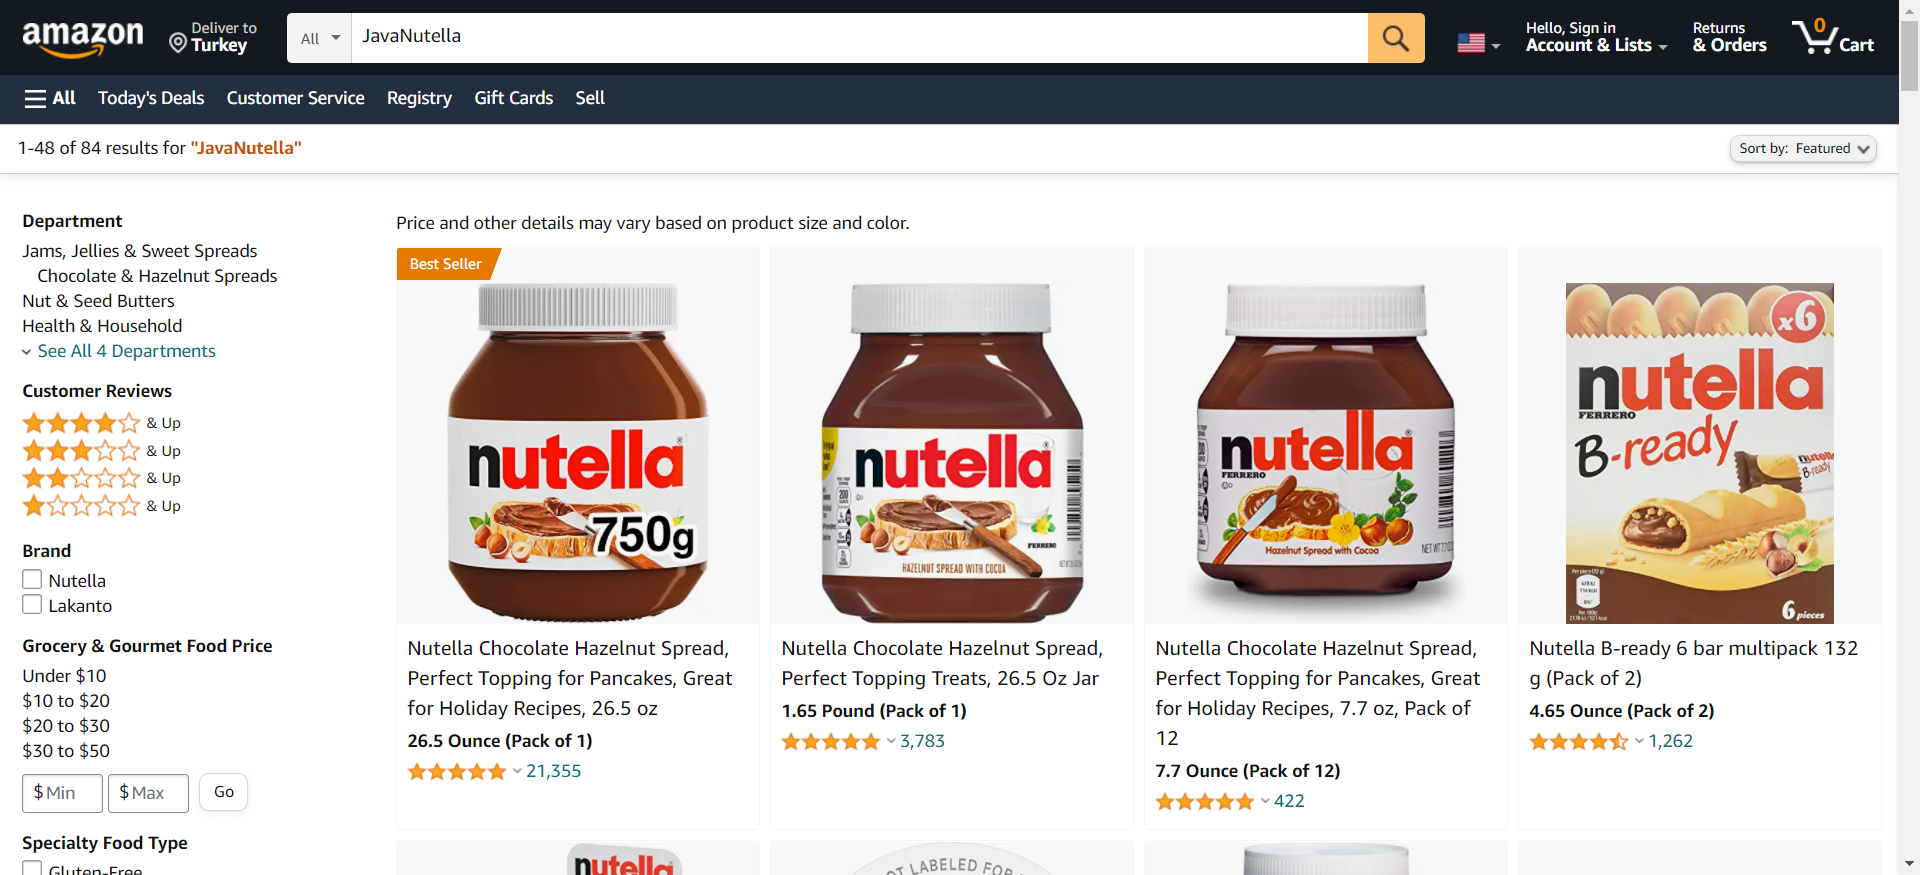 amazon
Deliver to
Turkey
All
JavaNutella
Hello, Sign in
Account & Lists
Returns
& Orders
0
Cart
All
Today's Deals
Customer Service
Registry
Gift Cards
Sell
1-48 of 84 results for "JavaNutella"
Sort by: Featured
Department
Jams, Jellies & Sweet Spreads
Chocolate & Hazelnut Spreads
Nut & Seed Butters
Health & Household
See All 4 Departments
Customer Reviews
& Up
& Up
& Up
& Up
Brand
Nutella
Lakanto
Grocery & Gourmet Food Price
Under $10
$10 to $20
$20 to $30
$30 to $50
$ Min
$ Max
Go
Specialty Food Type
Gluten-Free
Price and other details may vary based on product size and color.
Best Seller
nutella
750g
Nutella Chocolate Hazelnut Spread,
Perfect Topping for Pancakes, Great
for Holiday Recipes, 26.5 oz
26.5 Ounce (Pack of 1)
21,355
nutella
FERRERO
HAZELNUT SPREAD WITH COCOA
Nutella Chocolate Hazelnut Spread,
Perfect Topping Treats, 26.5 Oz Jar
1.65 Pound (Pack of 1)
3,783
nutella
FERRERO
Hazelnut Spread with Cocoa
Nutella Chocolate Hazelnut Spread,
Perfect Topping for Pancakes, Great
for Holiday Recipes, 7.7 oz, Pack of
12
7.7 Ounce (Pack of 12)
422
x6
nutella
FERRERO
B-ready
nutella
B-ready
6 pieces
Nutella B-ready 6 bar multipack 132
g (Pack of 2)
4.65 Ounce (Pack of 2)
1,262
nutella
LABELED FOR